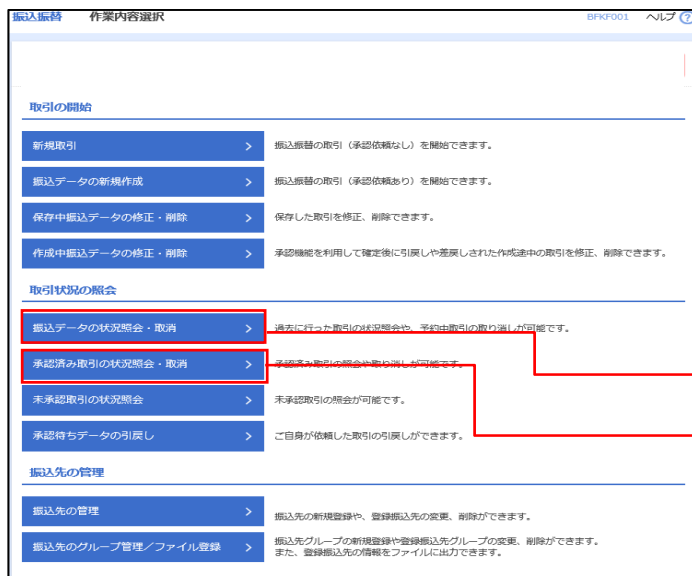 振込振替 作業内容選択 BFKF001 ヘルプ ?
取引の開始
新規取引 > 振込振替の取引（承認依頼なし）を開始できます。
振込データの新規作成 > 振込振替の取引（承認依頼あり）を開始できます。
保存中振込データの修正・削除 > 保存した取引を修正、削除できます。
作成中振込データの修正・削除 > 承認機能を利用して確定後に引戻しや差戻しされた作成途中の取引を修正、削除できます。
取引状況の照会
振込データの状況照会・取消 > 過去に行った取引の状況照会や、予約中取引の取り消しが可能です。
承認済み取引の状況照会・取消 > 承認済み取引の照会や取り消しが可能です。
未承認取引の状況照会 > 未承認取引の照会が可能です。
承認待ちデータの引戻し > ご自身が依頼した取引の引戻しができます。
振込先の管理
振込先の管理 > 振込先の新規登録や、登録振込先の変更、削除ができます。
振込先のグループ管理／ファイル登録 > 振込先グループの新規登録や登録振込先グループの変更、削除ができます。
また、登録振込先の情報をファイルに出力できます。